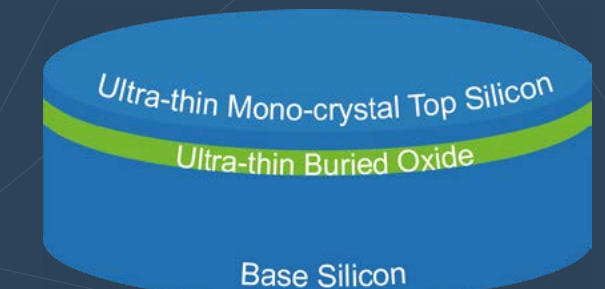 Ultra-thin Mono-crystal Top Silicon
Ultra-thin Buried Oxide
Base Silicon